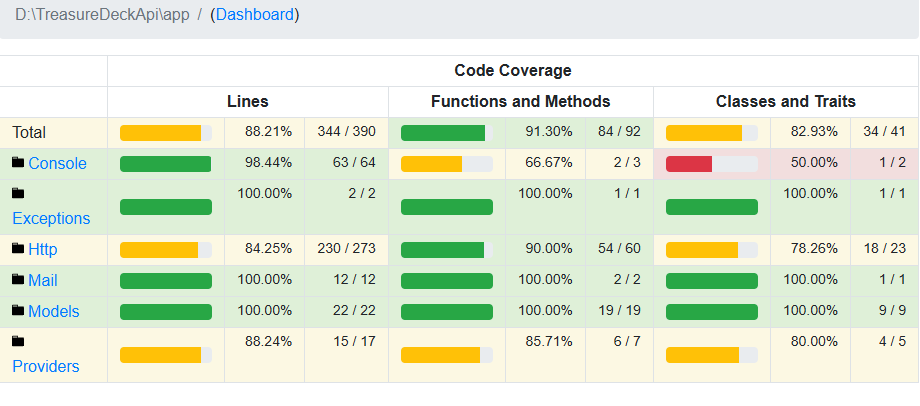 D:\TreasureDeckApi\app / (Dashboard)
Code Coverage
Lines Functions and Methods Classes and Traits
Total 88.21% 344 / 390 91.30% 84 / 92 82.93% 34 / 41
Console 98.44% 63 / 64 66.67% 2 / 3 50.00% 1 / 2
Exceptions 100.00% 2 / 2 100.00% 1 / 1 100.00% 1 / 1
Http 84.25% 230 / 273 90.00% 54 / 60 78.26% 18 / 23
Mail 100.00% 12 / 12 100.00% 2 / 2 100.00% 1 / 1
Models 100.00% 22 / 22 100.00% 19 / 19 100.00% 9 / 9
Providers 88.24% 15 / 17 85.71% 6 / 7 80.00% 4 / 5